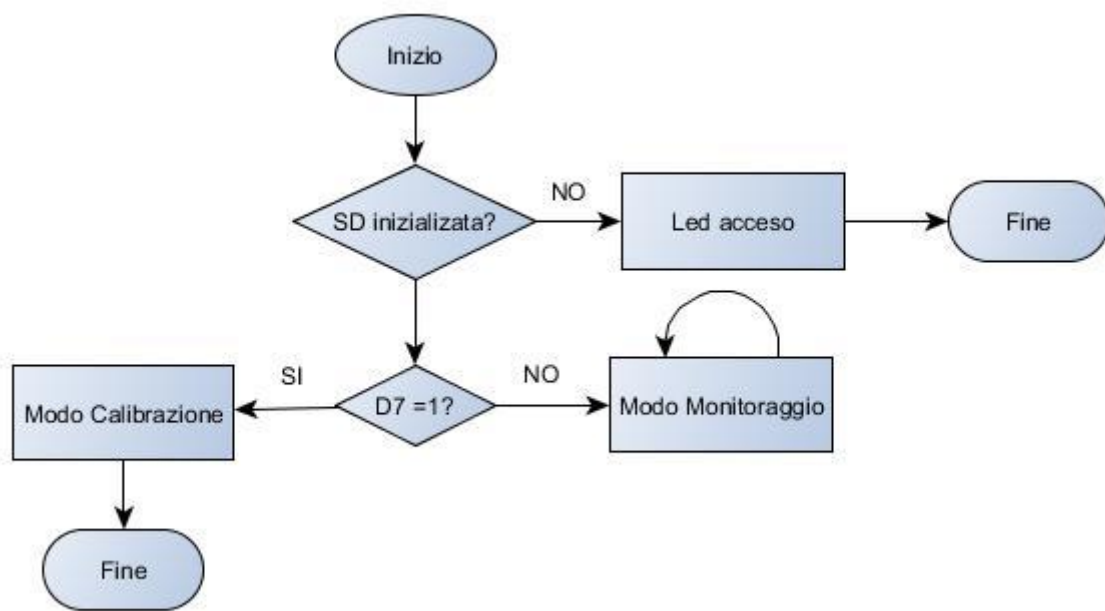 Inizio
SD inizializata?
NO
Led acceso
Fine
SI
D7 =1?
NO
Modo Calibrazione
Modo Monitoraggio
Fine